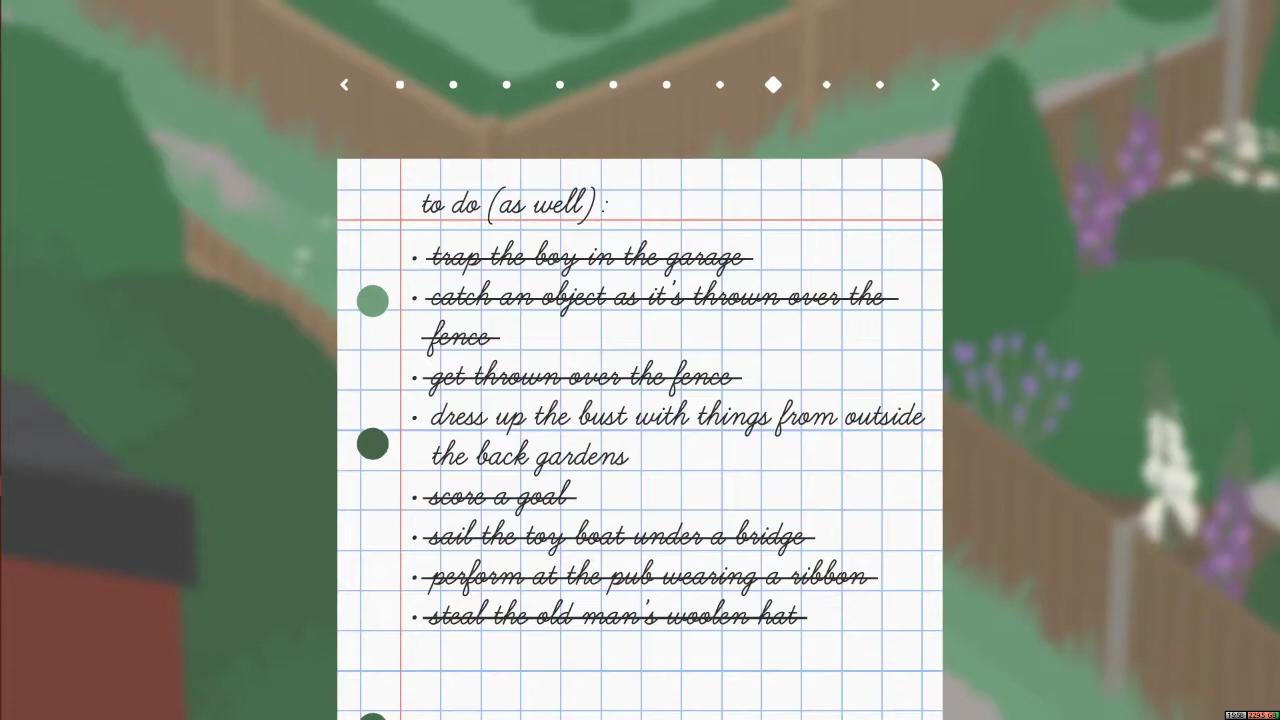 to do (as well):
• trap the boy in the garage
• catch an object as it's thrown over the
fence
• get thrown over the fence
• dress up the bust with things from outside
the back gardens
• score a goal
• sail the toy boat under a bridge
• perform at the pub wearing a ribbon
• steal the old man's woolen hat